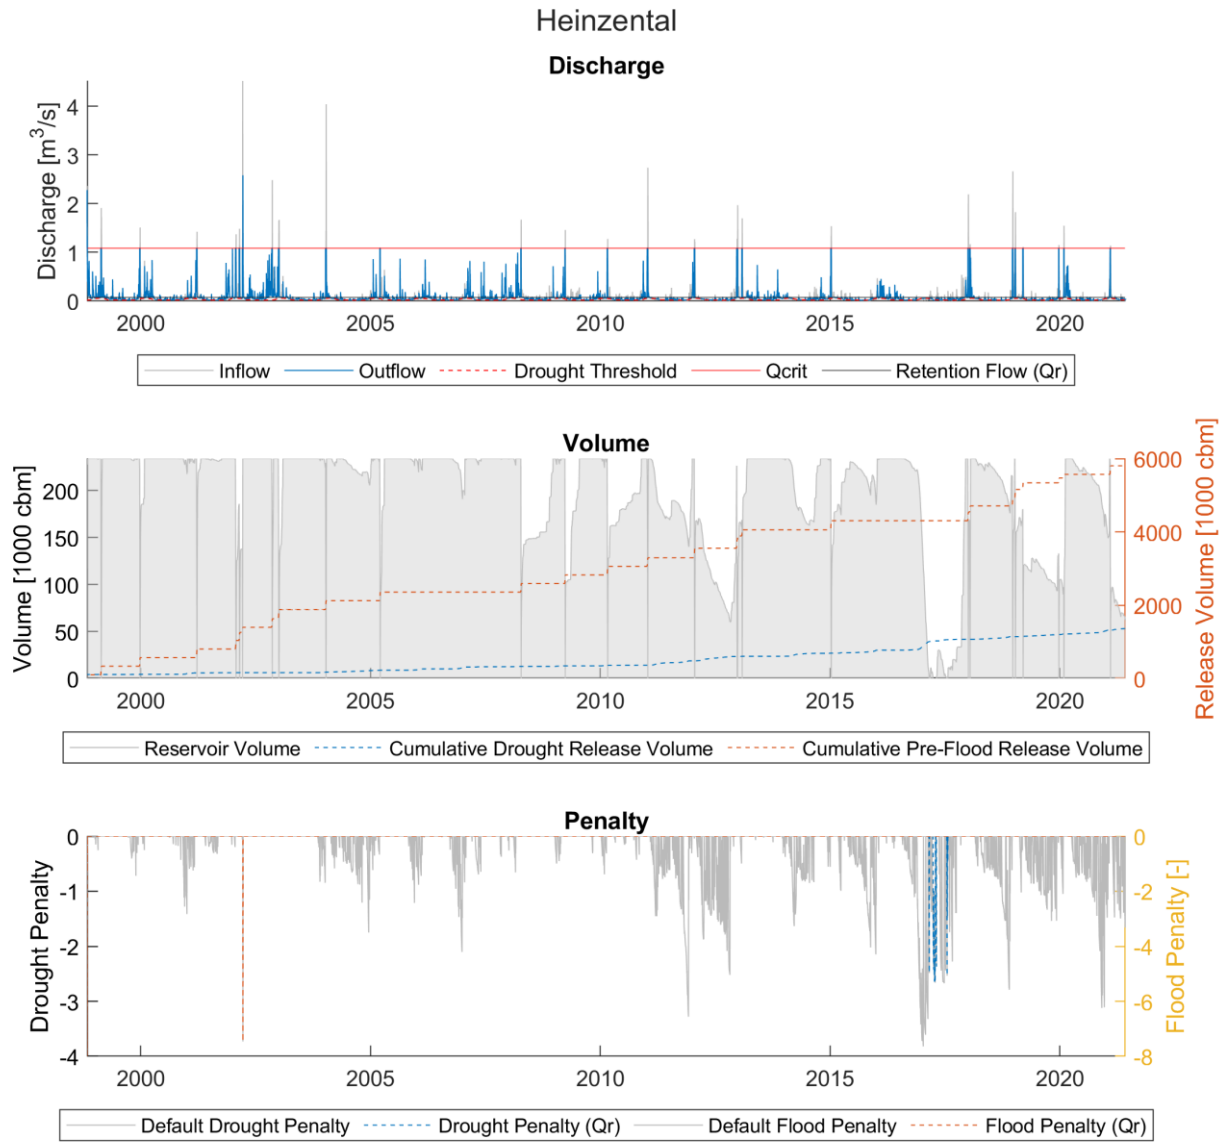 Heinzental
Discharge
Discharge [m³/s]
4
3
2
1
0
2000 2005 2010 2015 2020
Inflow Outflow Drought Threshold Qcrit Retention Flow (Qr)
Volume
Volume [1000 cbm]
Release Volume [1000 cbm]
200
150
100
50
0
6000
4000
2000
0
2000 2005 2010 2015 2020
Reservoir Volume Cumulative Drought Release Volume Cumulative Pre-Flood Release Volume
Penalty
Drought Penalty
Flood Penalty [-]
0
-1
-2
-3
-4
0
-2
-4
-6
-8
2000 2005 2010 2015 2020
Default Drought Penalty Drought Penalty (Qr) Default Flood Penalty Flood Penalty (Qr)